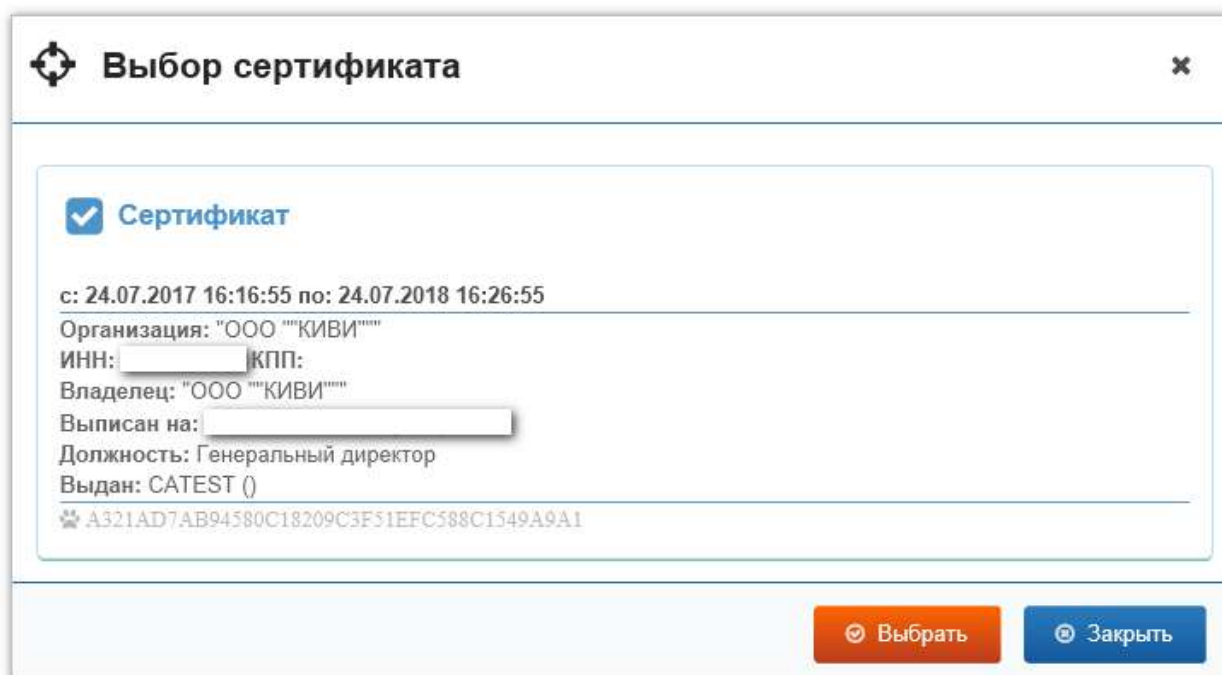 Выбор сертификата
Сертификат
с: 24.07.2017 16:16:55 по: 24.07.2018 16:26:55
Организация: "ООО ""КИВИ"""
ИНН: КПП:
Владелец: "ООО ""КИВИ"""
Выписан на:
Должность: Генеральный директор
Выдан: CATEST ()
A321AD7AB94580C18209C3F51EFC588C1549A9A1
Выбрать Закрыть